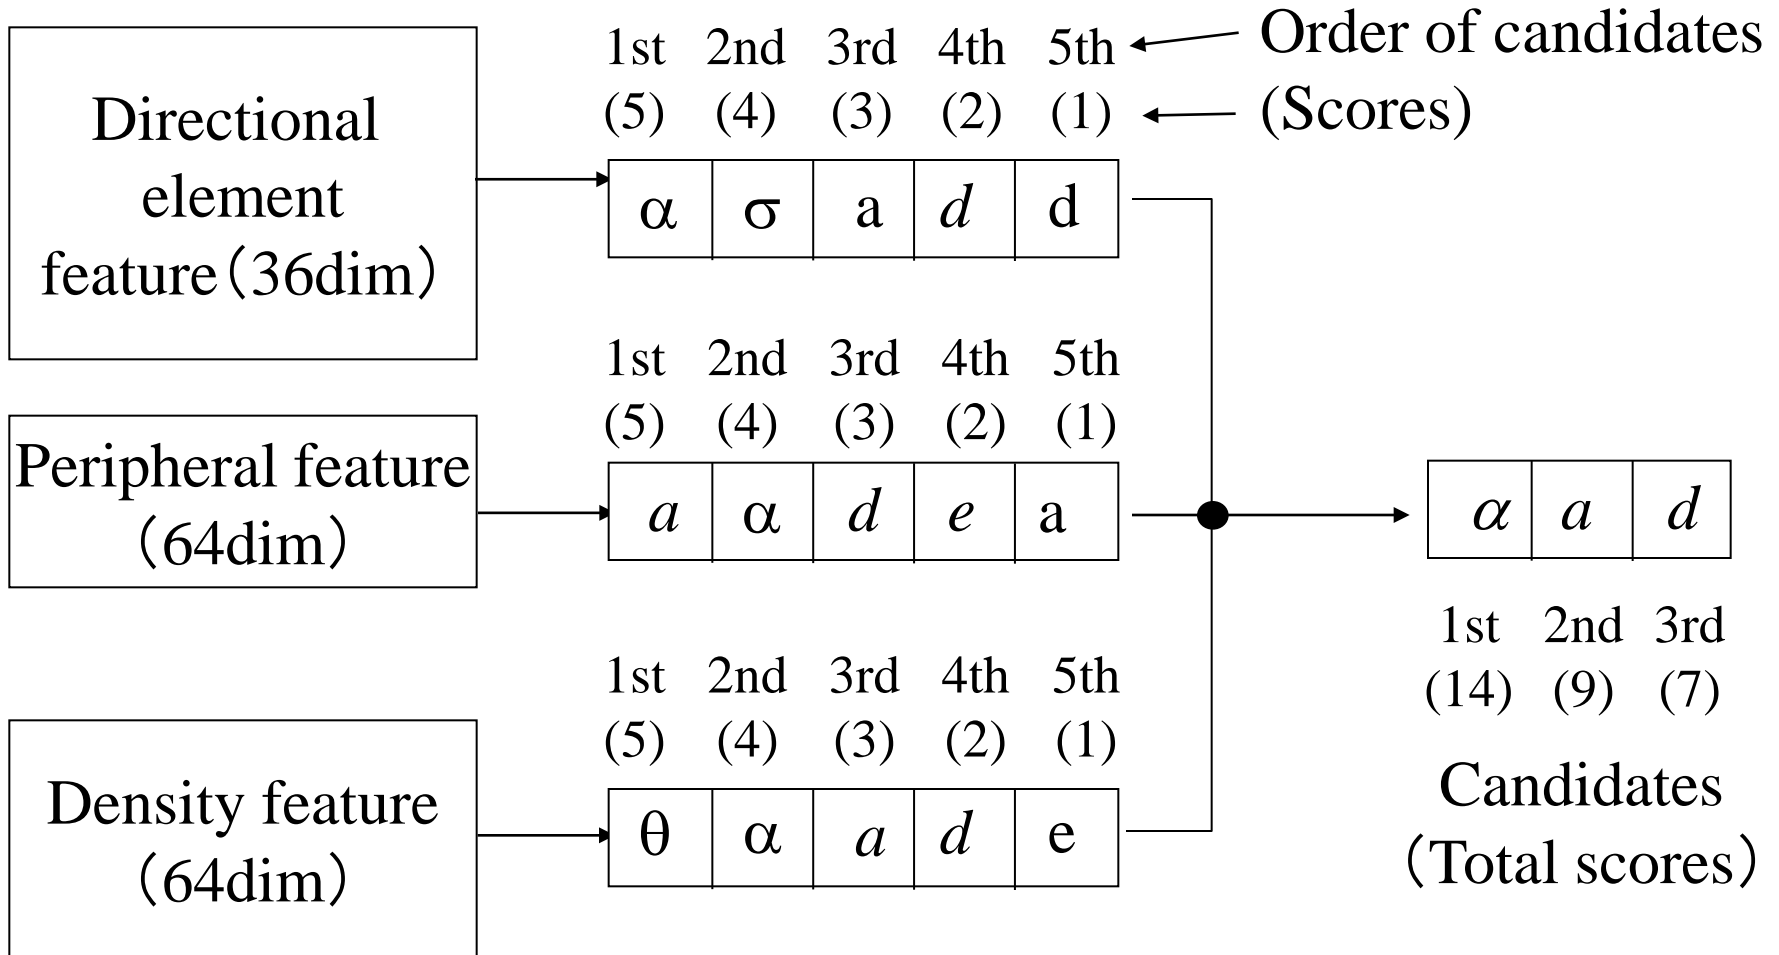 Directional
element
feature（36dim）
1st 2nd 3rd 4th 5th
(5) (4) (3) (2) (1)
Order of candidates
(Scores)
α σ a d d
Peripheral feature
（64dim）
1st 2nd 3rd 4th 5th
(5) (4) (3) (2) (1)
a α d e a
Density feature
（64dim）
1st 2nd 3rd 4th 5th
(5) (4) (3) (2) (1)
θ α a d e
α a d
1st 2nd 3rd
(14) (9) (7)
Candidates
（Total scores）